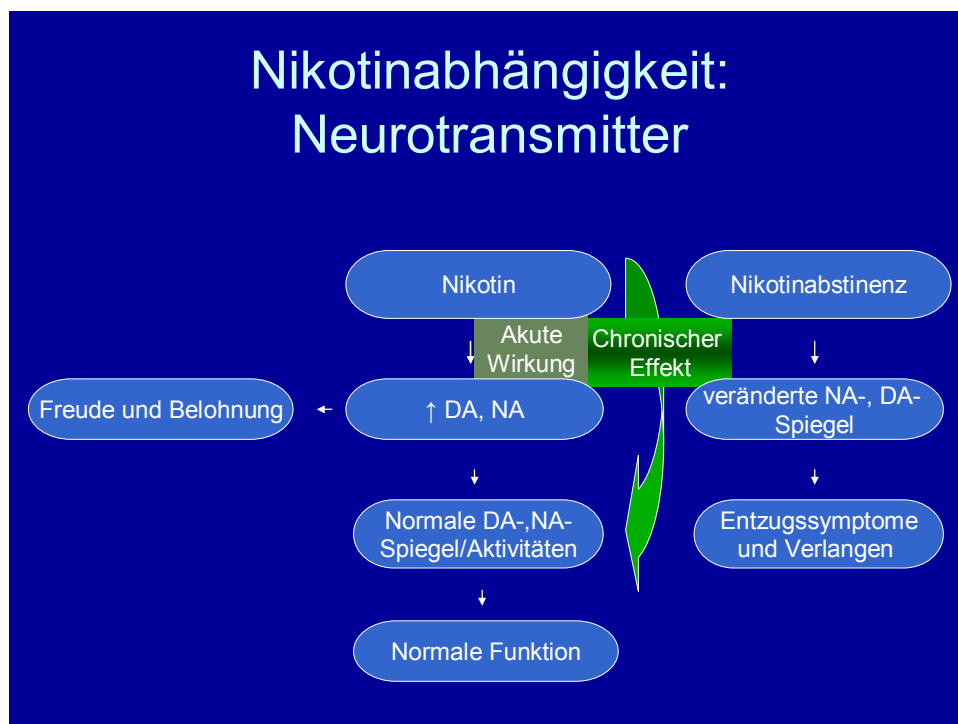 Nikotinabhängigkeit:
Neurotransmitter
Nikotin
Nikotinabstinenz
Akute
Wirkung
Chronischer
Effekt
Freude und Belohnung
↑ DA, NA
veränderte NA-, DA-
Spiegel
Normale DA-,NA-
Spiegel/Aktivitäten
Entzugssymptome
und Verlangen
Normale Funktion